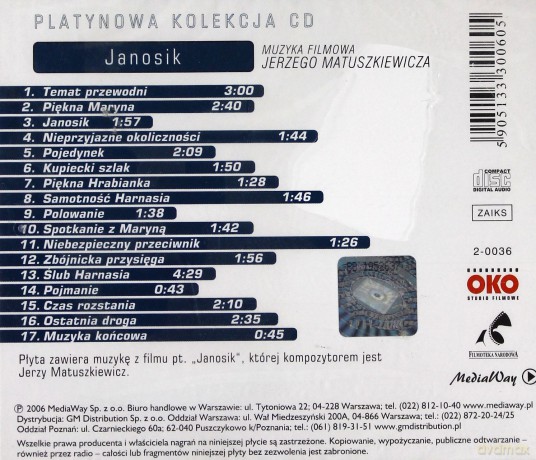 PLATYNOWA KOLEKCJA CD
Janosik
MUZYKA FILMOWA
JERZEGO MATUSZKIEWICZA
1. Temat przewodni 3:00
2. Piękna Maryna 2:40
3. Janosik 1:57
4. Nieprzyjazne okoliczności 1:44
5. Pojedynek 2:09
6. Kupiecki szlak 1:50
7. Piękna Hrabianka 1:28
8. Samotność Harnasia 1:46
9. Polowanie 1:38
10. Spotkanie z Maryną 1:42
11. Niebezpieczny przeciwnik 1:26
12. Zbójnicka przysięga 1:56
13. Ślub Harnasia 4:29
14. Pojmanie 0:43
15. Czas rozstania 2:10
16. Ostatnia droga 2:35
17. Muzyka końcowa 0:45
5905133300605
COMPACT
disc
DIGITAL AUDIO
ZAIKS
2-0036
OKO
STUDIO FILMOWE
FILMOTEKA NARODOWA
MediaWay
Płyta zawiera muzykę z filmu pt. „Janosik", której kompozytorem jest
Jerzy Matuszkiewicz.
℗ 2006 MediaWay Sp. z o.o. Biuro handlowe w Warszawie: ul. Tytoniowa 22; 04-228 Warszawa; tel. (022) 812-10-40 www.mediaway.pl
Dystrybucja: GM Distribution Sp. z o.o. Oddział Warszawa: ul. Wał Miedzeszyński 200A, 04-866 Warszawa; tel.: (022) 872-20-24/25
Oddział Poznań: ul. Czarnieckiego 60a; 62-040 Puszczykowo k/Poznania; tel.: (061) 819-31-51 www.gmdistribution.pl
Wszelkie prawa producenta i właściciela nagrań na niniejszej płycie są zastrzeżone. Kopiowanie, wypożyczanie, publiczne odtwarzanie –
również przez radio – całości lub fragmentów niniejszej płyty bez zezwolenia jest zabronione.
avdmax